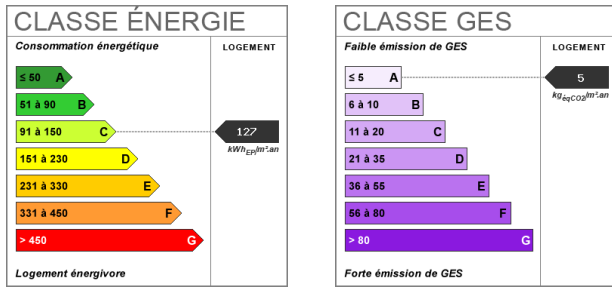 CLASSE ÉNERGIE
Consommation énergétique
LOGEMENT
≤ 50 A
51 à 90 B
91 à 150 C
127
kWhEP/m².an
151 à 230 D
231 à 330 E
331 à 450 F
> 450 G
Logement énergivore
CLASSE GES
Faible émission de GES
LOGEMENT
≤ 5 A
5
kgéqCO2/m².an
6 à 10 B
11 à 20 C
21 à 35 D
36 à 55 E
56 à 80 F
> 80 G
Forte émission de GES